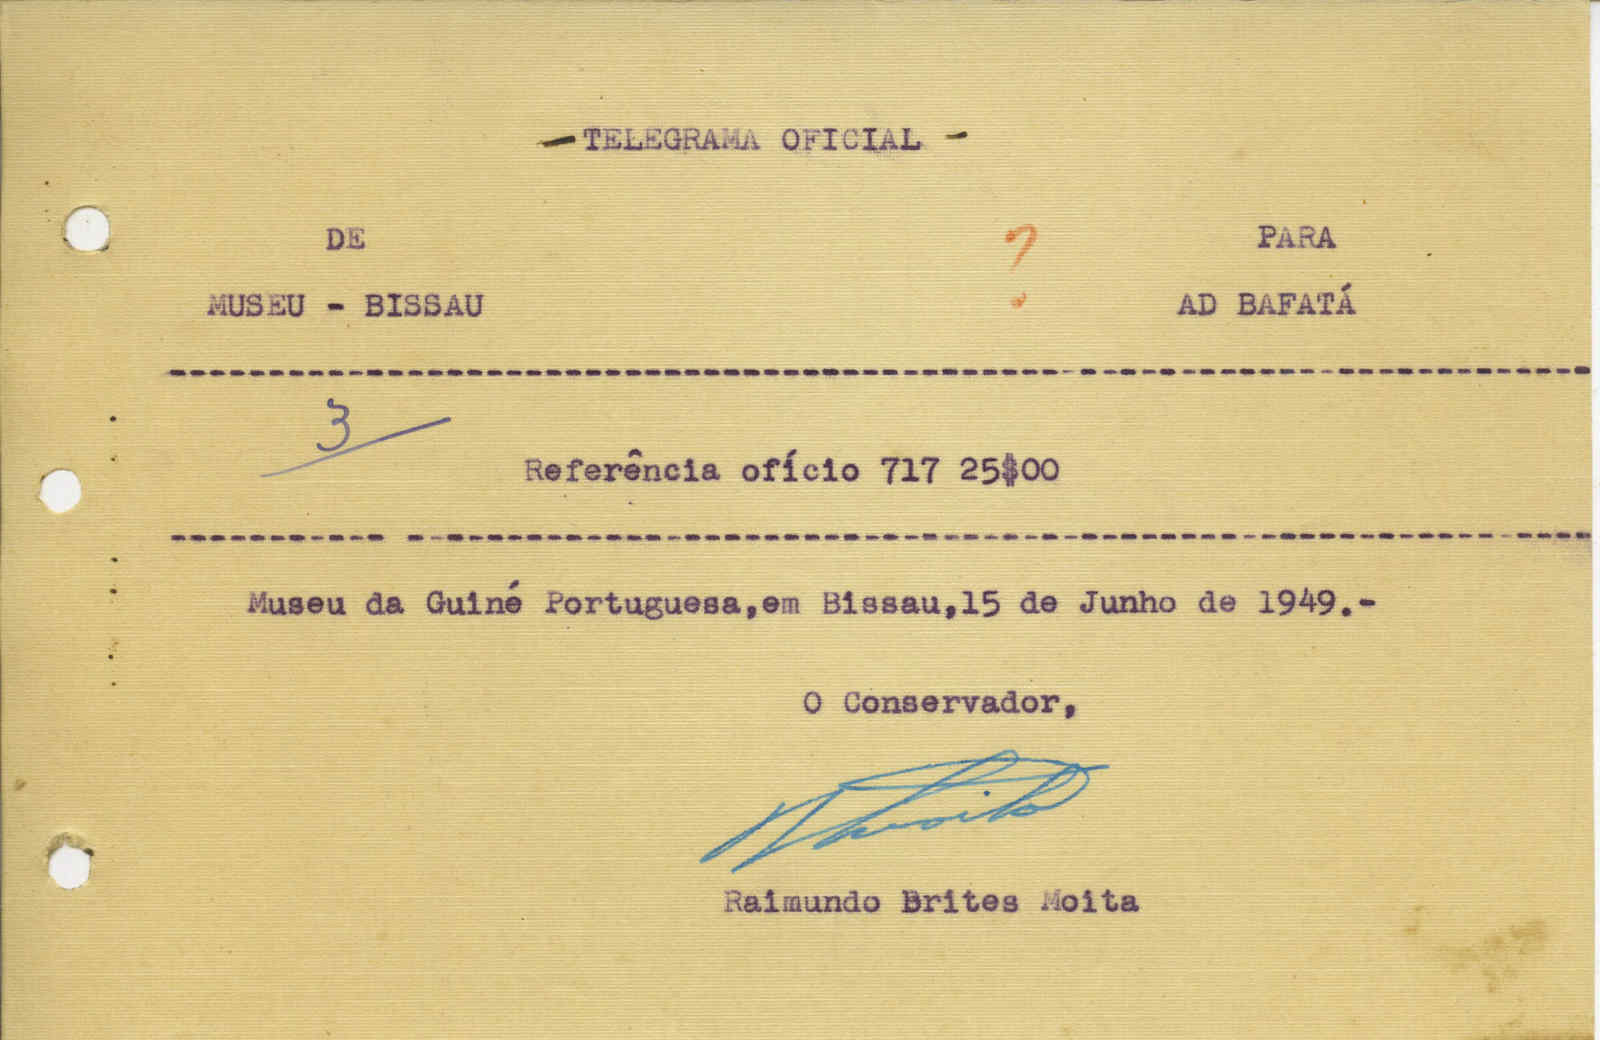 -TELEGRAMA OFICIAL -
DE ? PARA
MUSEU - BISSAU AD BAFATÁ
3
Referência ofício 717 25$00
Museu da Guiné Portuguesa,em Bissau,15 de Junho de 1949.-
O Conservador,
Raimundo Brites Moita